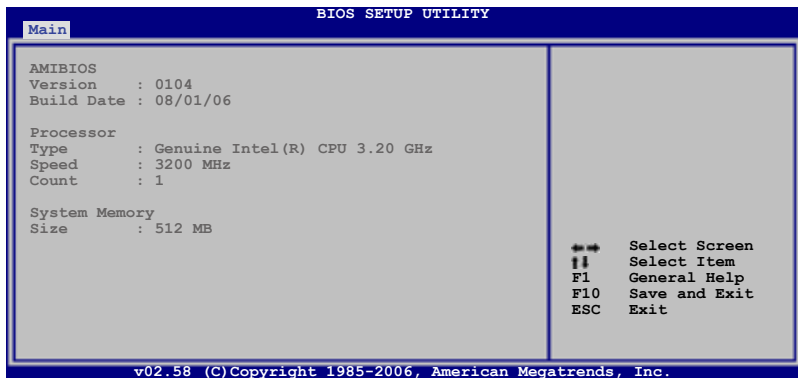 BIOS SETUP UTILITY
Main
AMIBIOS
Version : 0104
Build Date : 08/01/06
Processor
Type : Genuine Intel(R) CPU 3.20 GHz
Speed : 3200 MHz
Count : 1
System Memory
Size : 512 MB
←→ Select Screen
↑↓ Select Item
F1 General Help
F10 Save and Exit
ESC Exit
v02.58 (C)Copyright 1985-2006, American Megatrends, Inc.